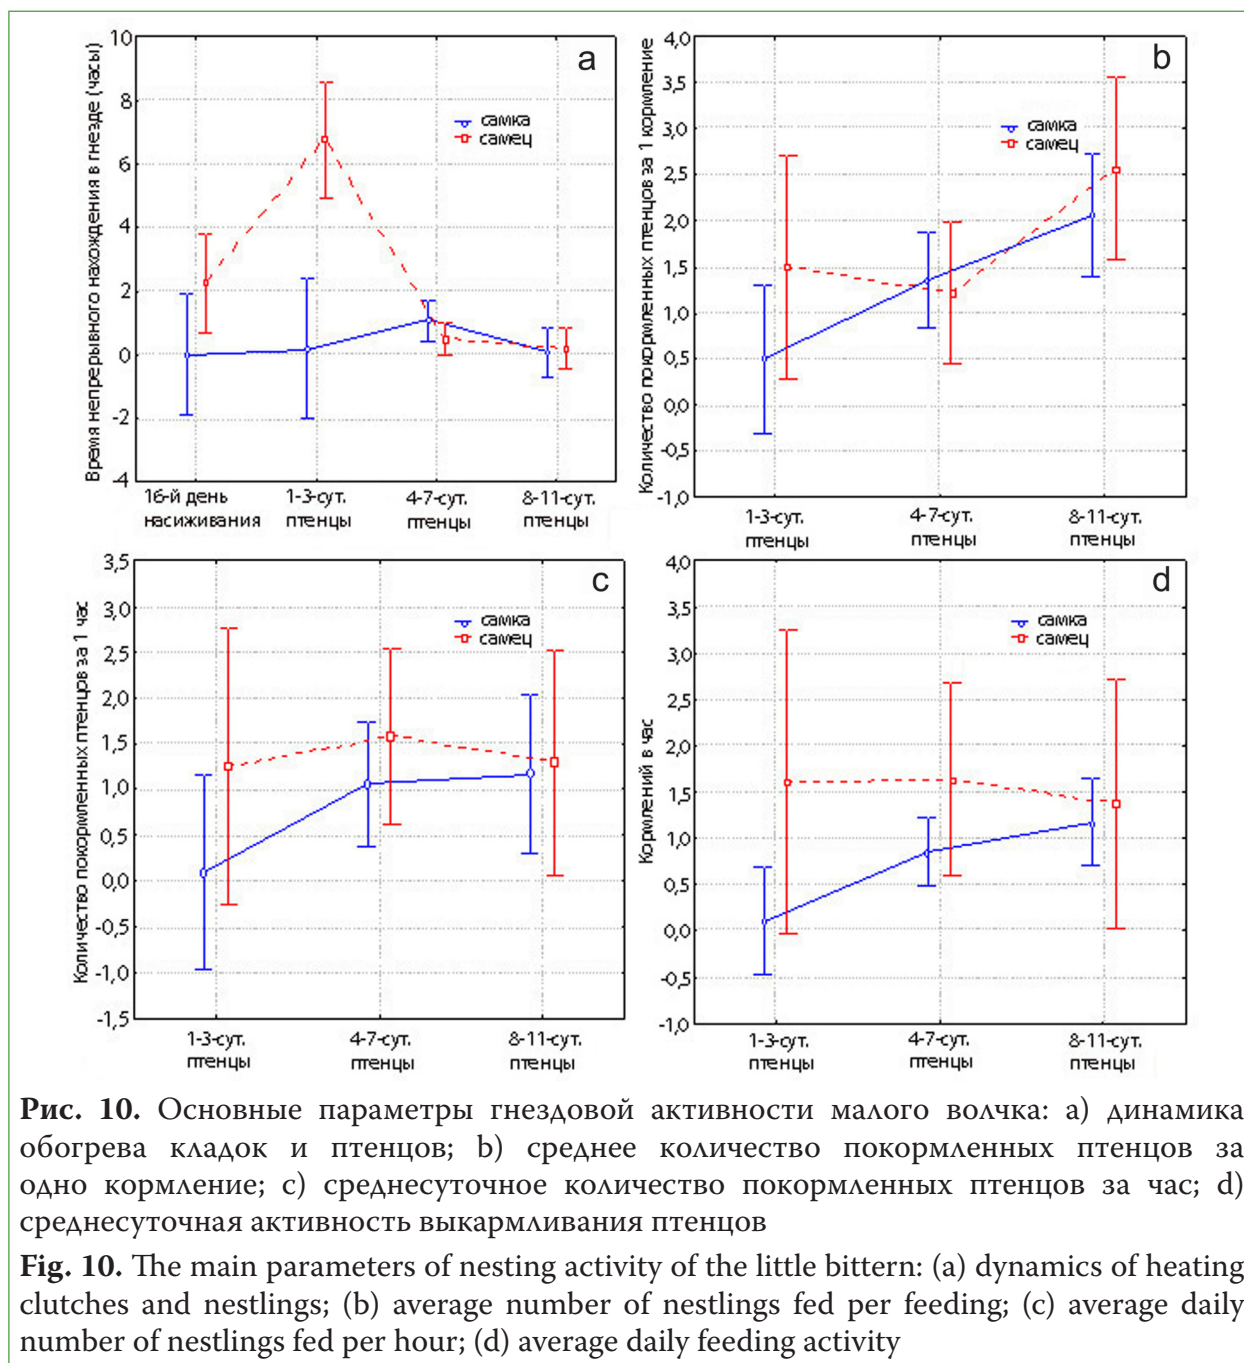 a
Время непрерывного нахождения в гнезде (часы)
10
8
6
4
2
0
-2
-4
самка
самец
16-й день
насиживания
1-3-сут.
птенцы
4-7-сут.
птенцы
8-11-сут.
птенцы
b
Количество покормленных птенцов за 1 кормление
4,0
3,5
3,0
2,5
2,0
1,5
1,0
0,5
0,0
-0,5
-1,0
самка
самец
1-3-сут.
птенцы
4-7-сут.
птенцы
8-11-сут.
птенцы
c
Количество покормленных птенцов за 1 час
3,5
3,0
2,5
2,0
1,5
1,0
0,5
0,0
-0,5
-1,0
-1,5
самка
самец
1-3-сут.
птенцы
4-7-сут.
птенцы
8-11-сут.
птенцы
d
Кормлений в час
4,0
3,5
3,0
2,5
2,0
1,5
1,0
0,5
0,0
-0,5
-1,0
самка
самец
1-3-сут.
птенцы
4-7-сут.
птенцы
8-11-сут.
птенцы
Рис. 10. Основные параметры гнездовой активности малого волчка: a) динамика
обогрева кладок и птенцов; b) среднее количество покормленных птенцов за
одно кормление; c) среднесуточное количество покормленных птенцов за час; d)
среднесуточная активность выкармливания птенцов
Fig. 10. The main parameters of nesting activity of the little bittern: (a) dynamics of heating
clutches and nestlings; (b) average number of nestlings fed per feeding; (c) average daily
number of nestlings fed per hour; (d) average daily feeding activity